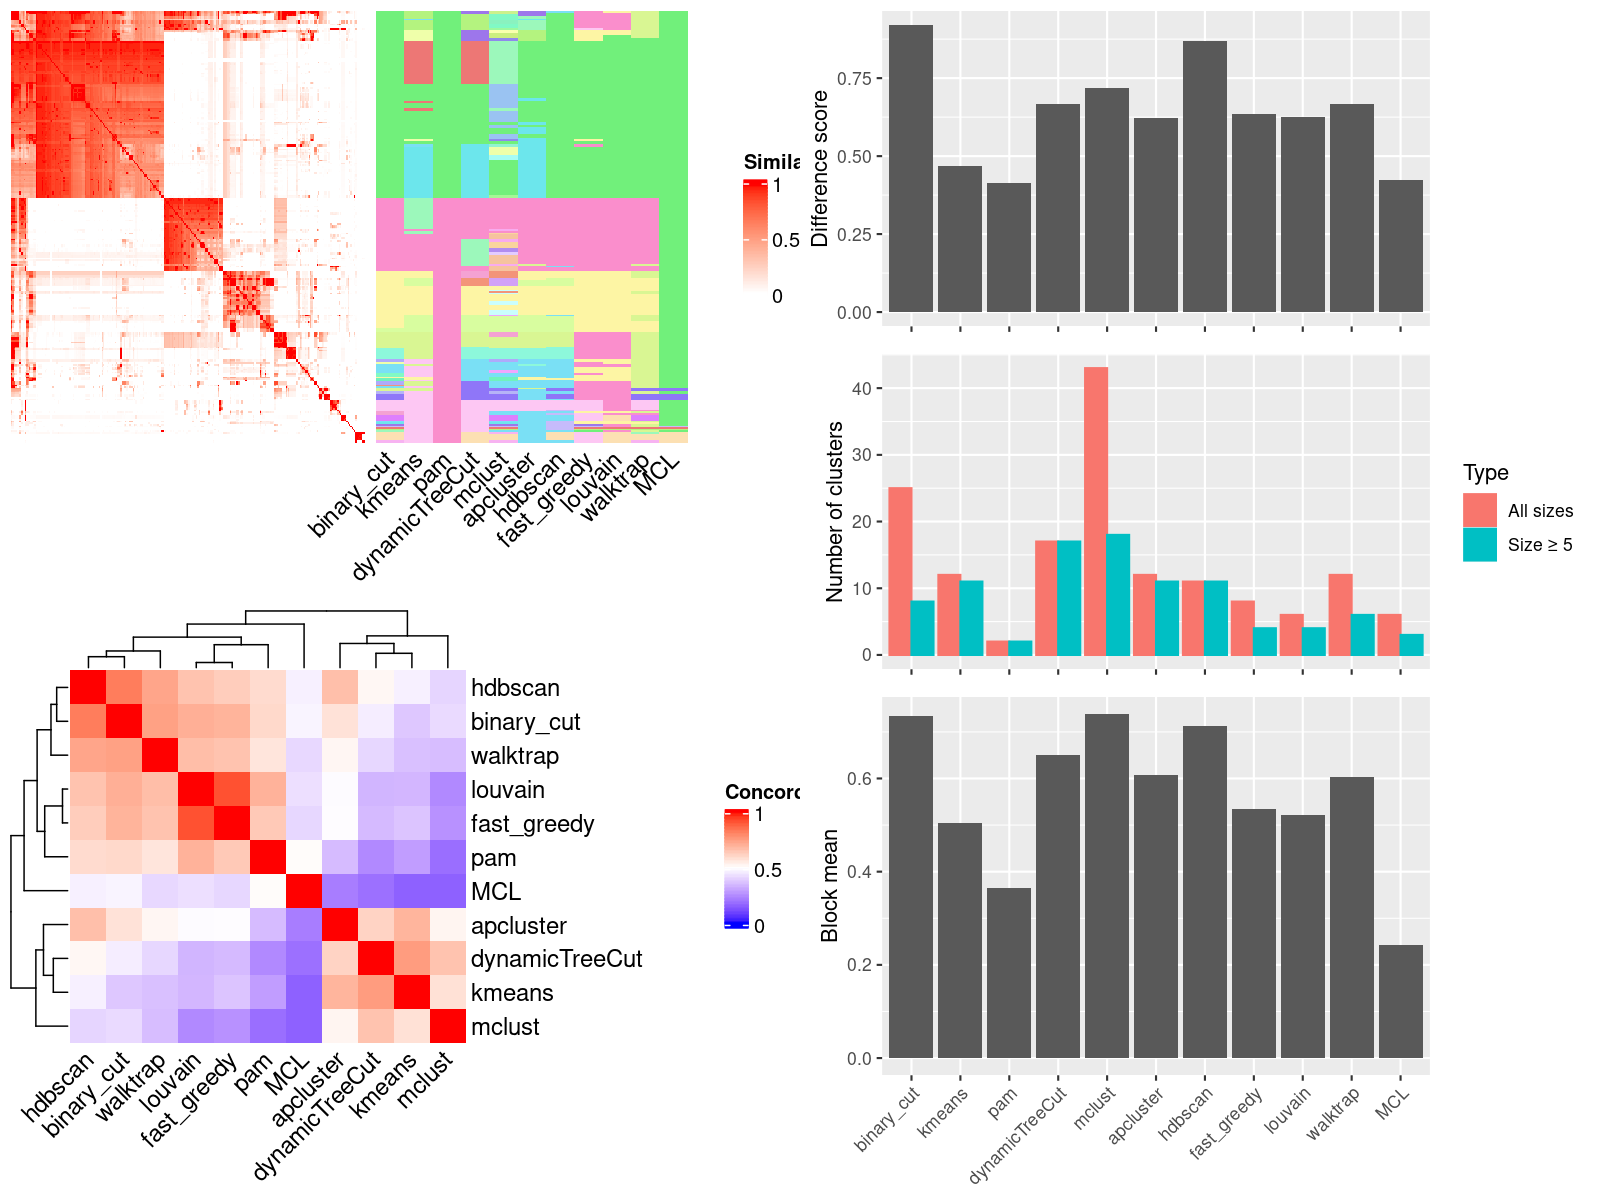 Simila
1
0.5
0
binary_cut
kmeans
pam
dynamicTreeCut
mclust
apcluster
hdbscan
fast_greedy
louvain
walktrap
MCL
hdbscan
binary_cut
walktrap
louvain
fast_greedy
pam
MCL
apcluster
dynamicTreeCut
kmeans
mclust
hdbscan
binary_cut
walktrap
louvain
fast_greedy
pam
MCL
apcluster
dynamicTreeCut
kmeans
mclust
Concord
1
0.5
0
Difference score
0.75
0.50
0.25
0.00
Number of clusters
40
30
20
10
0
Type
All sizes
Size ≥ 5
Block mean
0.6
0.4
0.2
0.0
binary_cut
kmeans
pam
dynamicTreeCut
mclust
apcluster
hdbscan
fast_greedy
louvain
walktrap
MCL